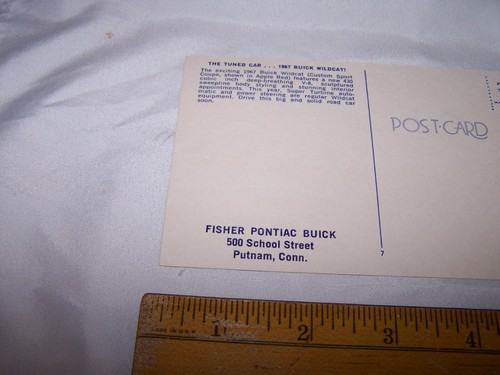 THE TUNED CAR . . . 1967 BUICK WILDCAT!
The exciting 1967 Buick Wildcat (Custom Sport
Coupe, shown in Apple Red) features a new 430
cubic inch deep-breathing V-8, sculptured
sweepline body styling and stunning interior
appointments. This year, Super Turbine auto-
matic and power steering are regular Wildcat
equipment. Drive this big and solid road car
soon.
POST-CARD
FISHER PONTIAC BUICK
500 School Street
Putnam, Conn.
7
1 2 3 4